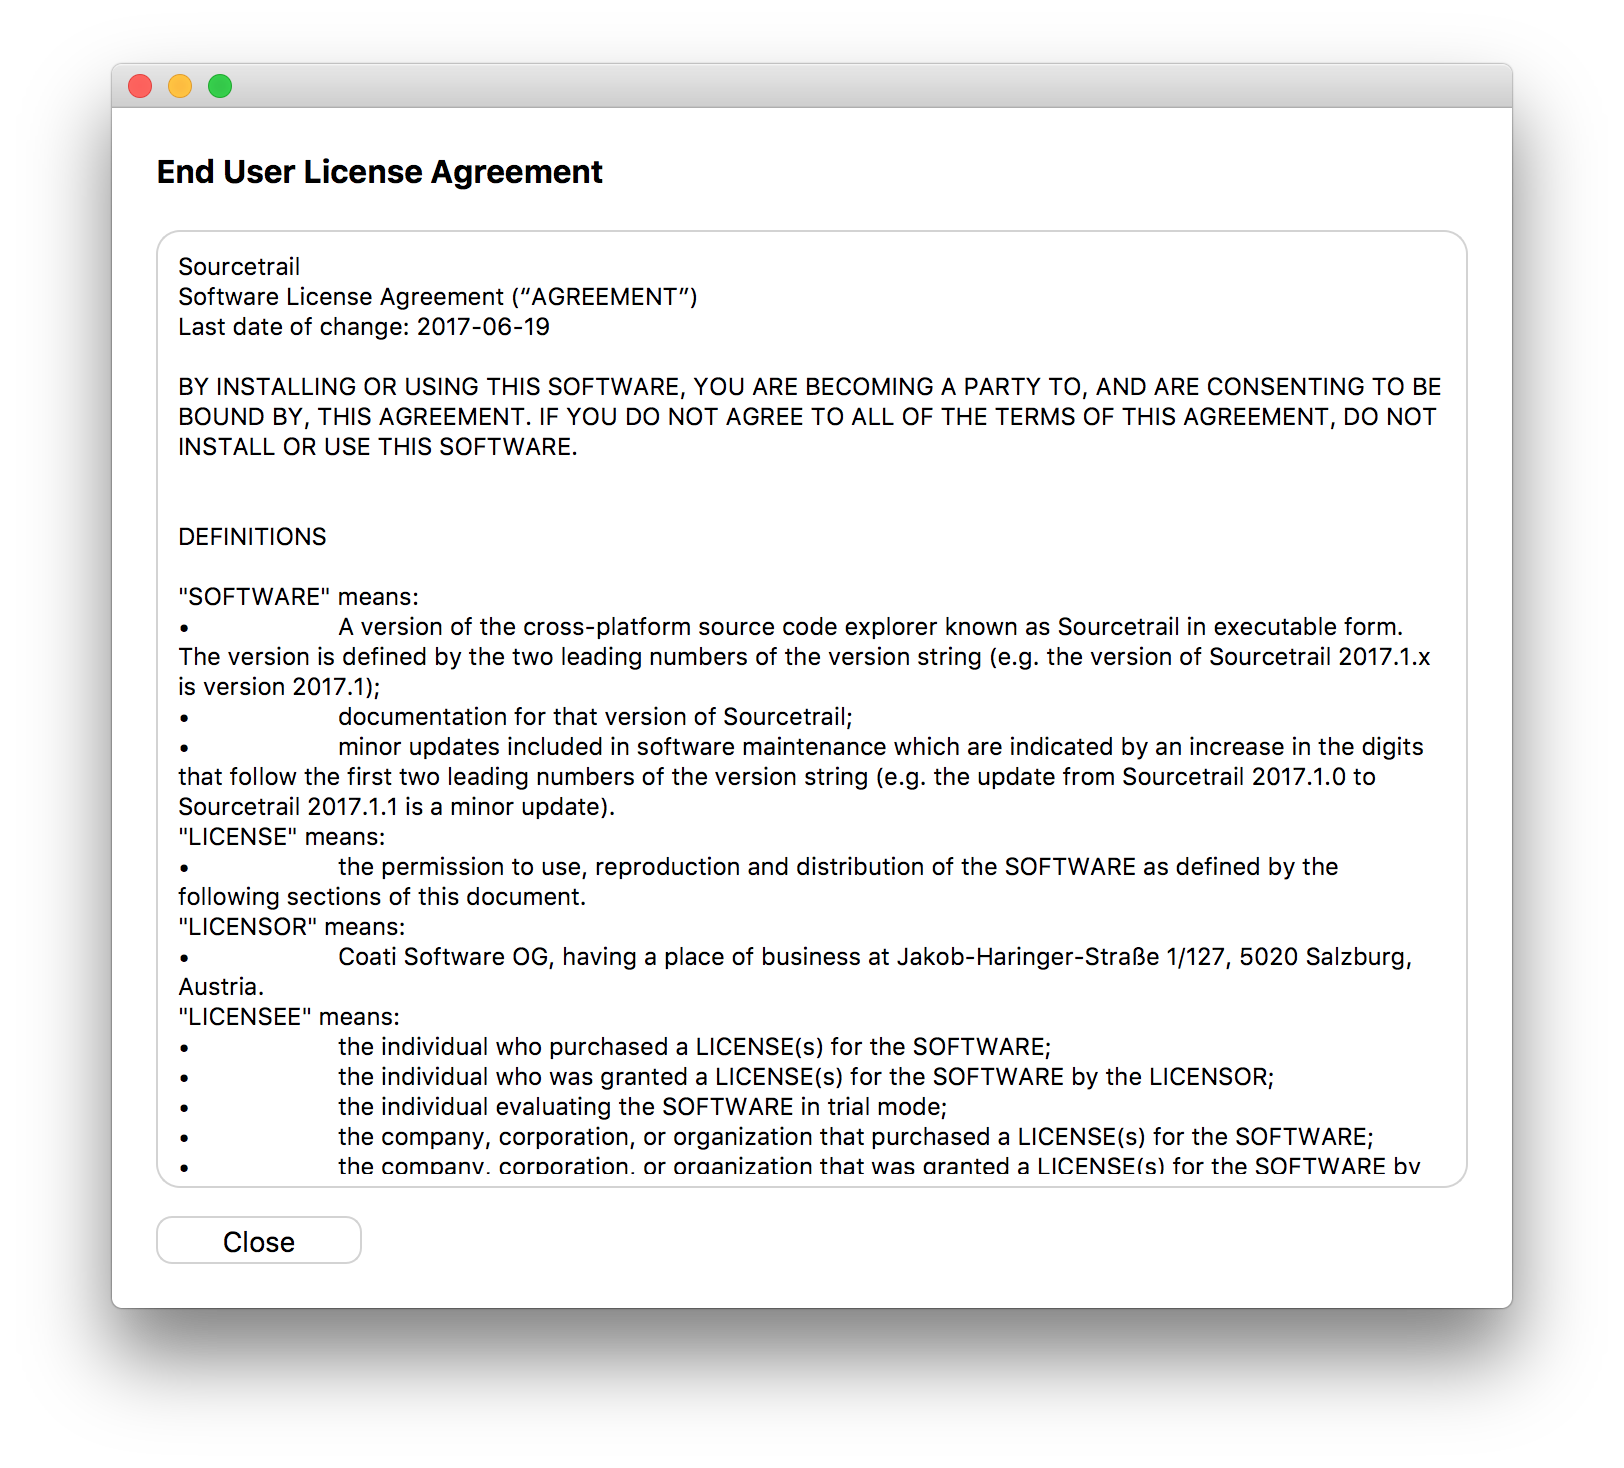 End User License Agreement
Sourcetrail
Software License Agreement (“AGREEMENT”)
Last date of change: 2017-06-19
BY INSTALLING OR USING THIS SOFTWARE, YOU ARE BECOMING A PARTY TO, AND ARE CONSENTING TO BE
BOUND BY, THIS AGREEMENT. IF YOU DO NOT AGREE TO ALL OF THE TERMS OF THIS AGREEMENT, DO NOT
INSTALL OR USE THIS SOFTWARE.
DEFINITIONS
"SOFTWARE" means:
• A version of the cross-platform source code explorer known as Sourcetrail in executable form.
The version is defined by the two leading numbers of the version string (e.g. the version of Sourcetrail 2017.1.x
is version 2017.1);
• documentation for that version of Sourcetrail;
• minor updates included in software maintenance which are indicated by an increase in the digits
that follow the first two leading numbers of the version string (e.g. the update from Sourcetrail 2017.1.0 to
Sourcetrail 2017.1.1 is a minor update).
"LICENSE" means:
• the permission to use, reproduction and distribution of the SOFTWARE as defined by the
following sections of this document.
"LICENSOR" means:
• Coati Software OG, having a place of business at Jakob-Haringer-Straße 1/127, 5020 Salzburg,
Austria.
"LICENSEE" means:
• the individual who purchased a LICENSE(s) for the SOFTWARE;
• the individual who was granted a LICENSE(s) for the SOFTWARE by the LICENSOR;
• the individual evaluating the SOFTWARE in trial mode;
• the company, corporation, or organization that purchased a LICENSE(s) for the SOFTWARE;
• the company, corporation, or organization that was granted a LICENSE(s) for the SOFTWARE by
Close